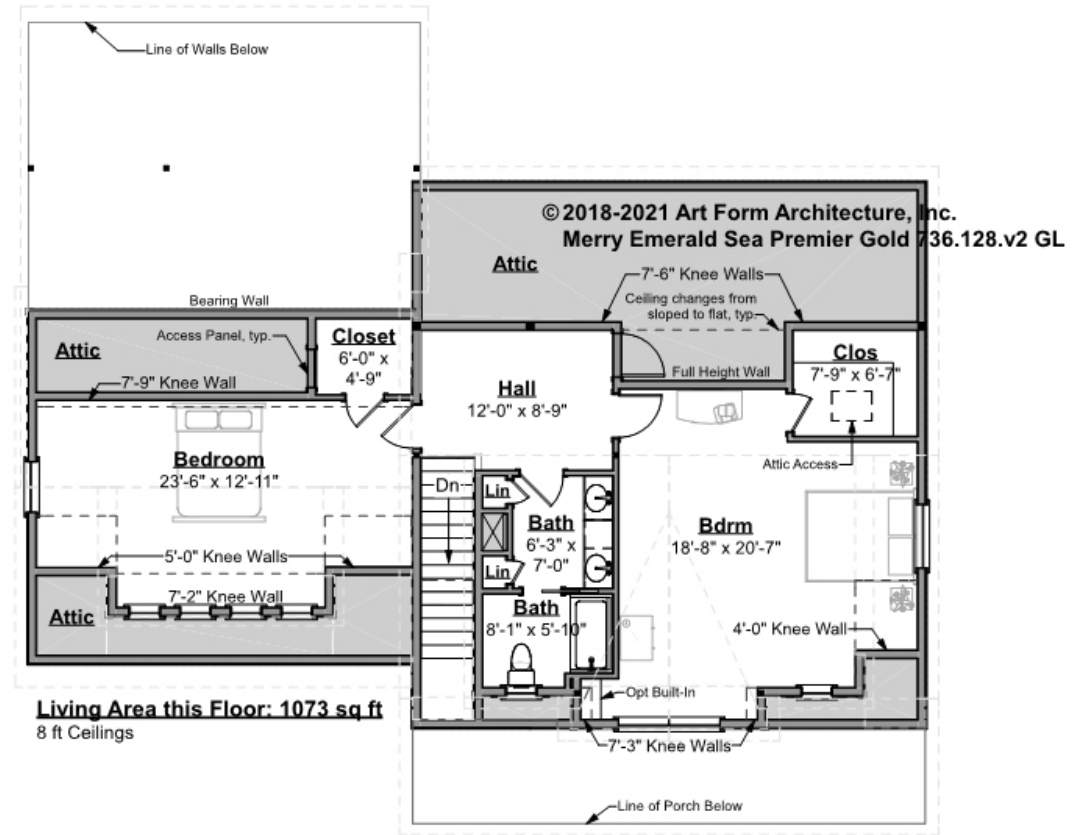 Line of Walls Below
© 2018-2021 Art Form Architecture, Inc.
Merry Emerald Sea Premier Gold 736.128.v2 GL
Attic
7'-6" Knee Walls
Ceiling changes from
sloped to flat, typ.
Bearing Wall
Access Panel, typ.
Closet
6'-0" x
4'-9"
Attic
7'-9" Knee Wall
Full Height Wall
Clos
7'-9" x 6'-7"
Hall
12'-0" x 8'-9"
Attic Access
Bedroom
23'-6" x 12'-11"
Dn
Lin
Bath
6'-3" x
7'-0"
Bdrm
18'-8" x 20'-7"
5'-0" Knee Walls
Lin
7'-2" Knee Wall
Attic
Bath
8'-1" x 5'-10"
4'-0" Knee Wall
Opt Built-In
Living Area this Floor: 1073 sq ft
8 ft Ceilings
7'-3" Knee Walls
Line of Porch Below